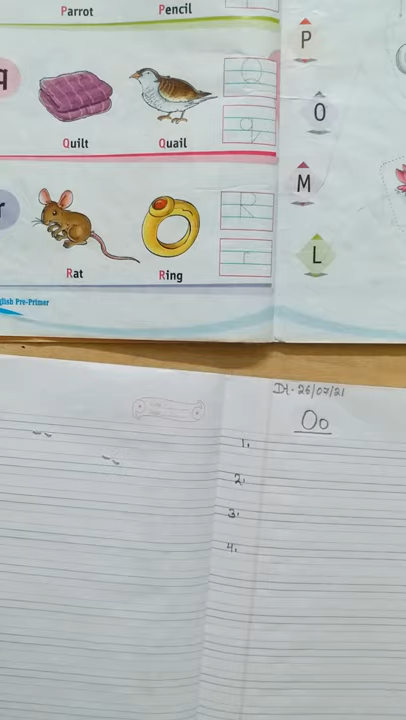 Parrot Pencil
P
q
Quilt Quail
Q
q
O
M
r
Rat Ring
R
r
L
glish Pre-Primer
Dt. 26/07/21
Oo
1.
2.
3.
4.